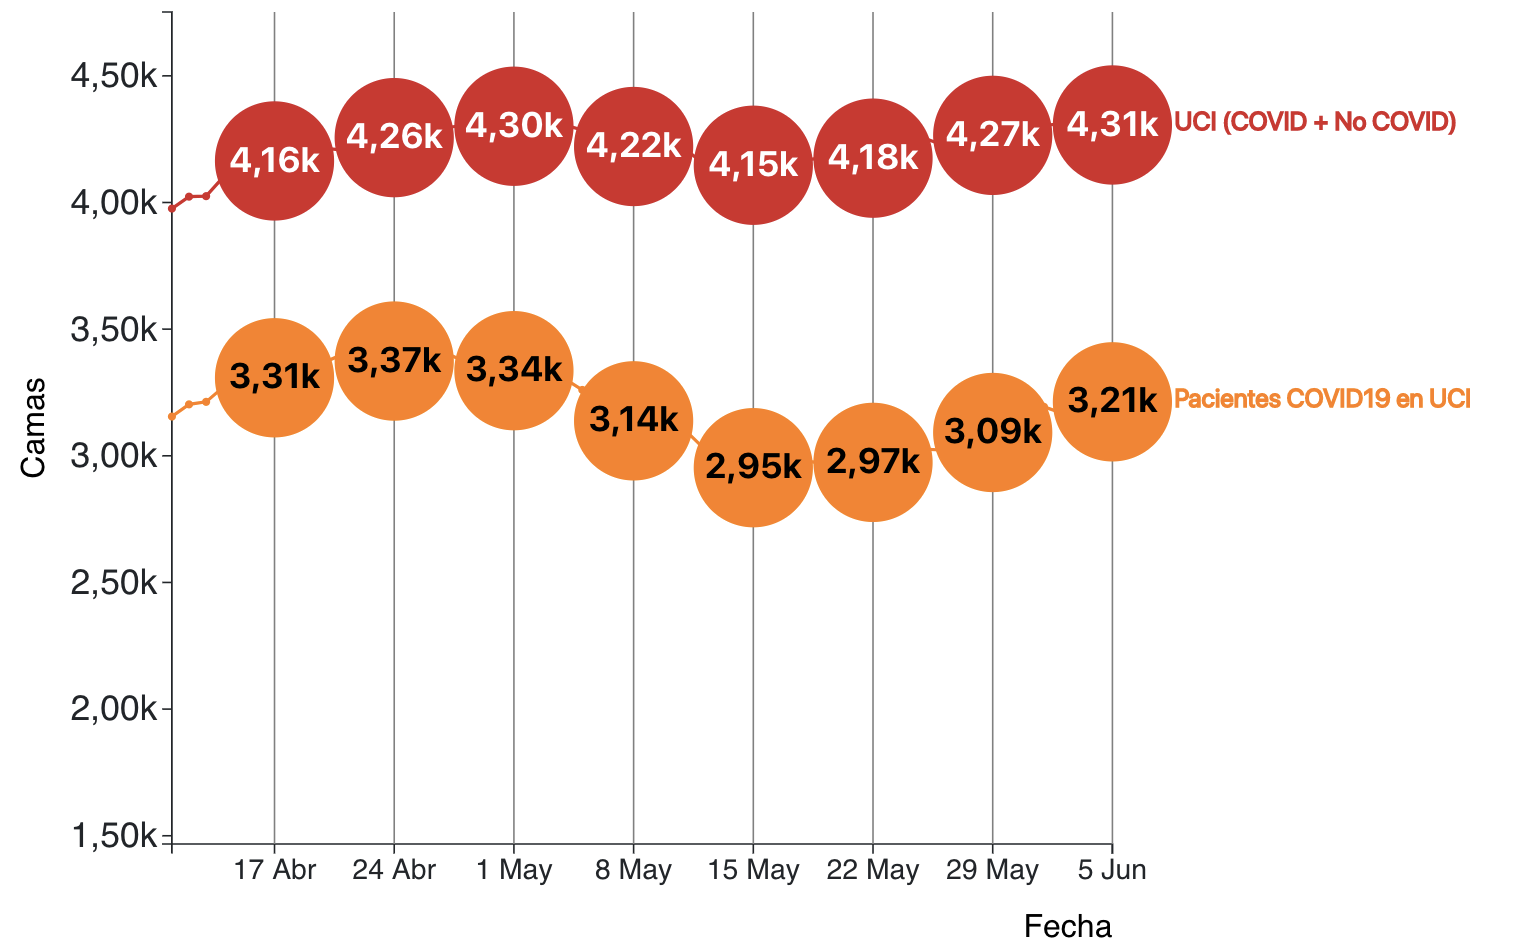 4,50k
4,00k
3,50k
3,00k
2,50k
2,00k
1,50k
Camas
4,16k
4,26k
4,30k
4,22k
4,15k
4,18k
4,27k
4,31k
UCI (COVID + No COVID)
3,31k
3,37k
3,34k
3,14k
2,95k
2,97k
3,09k
3,21k
Pacientes COVID19 en UCI
17 Abr
24 Abr
1 May
8 May
15 May
22 May
29 May
5 Jun
Fecha